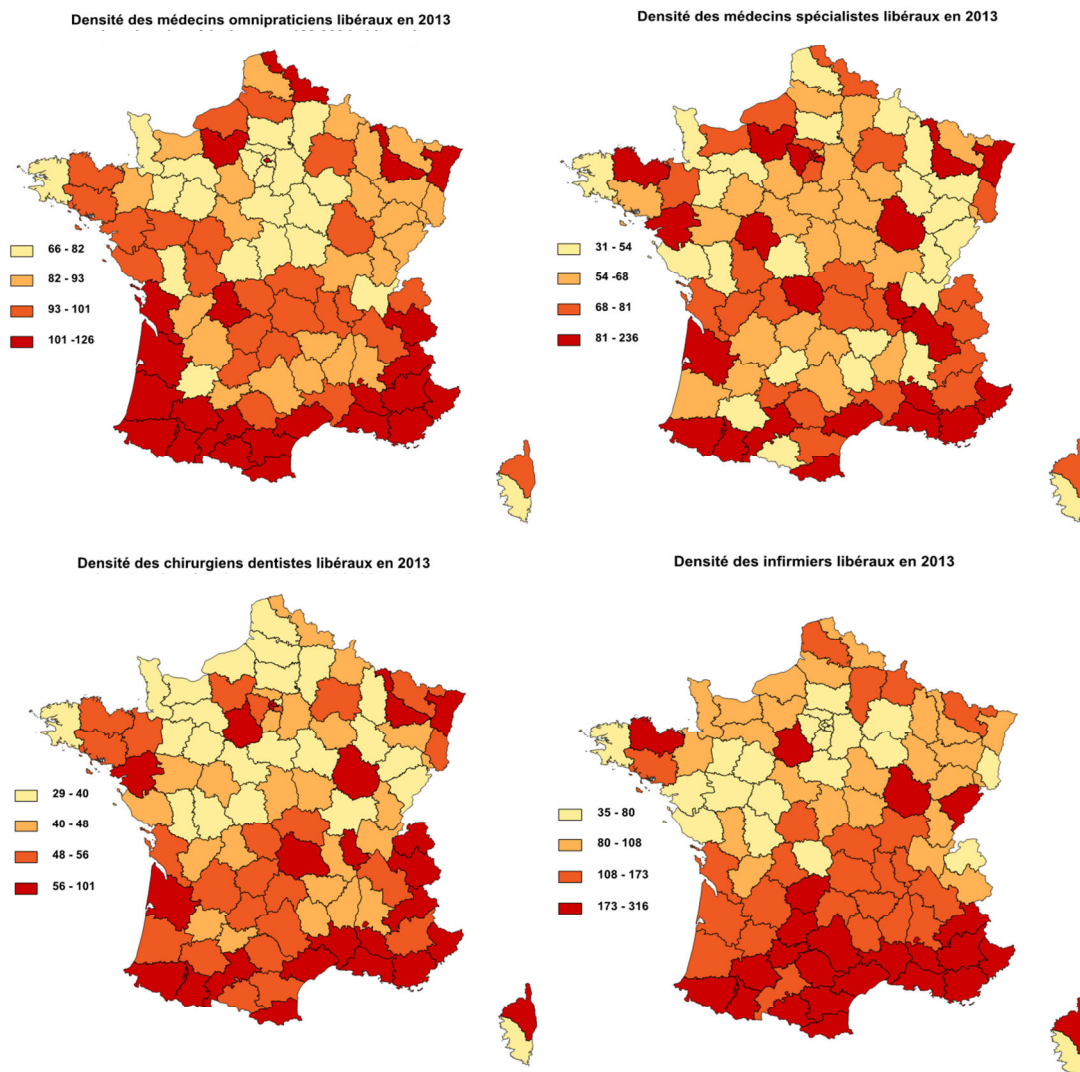 Densité des médecins omnipraticiens libéraux en 2013
66 - 82
82 - 93
93 - 101
101 -126
Densité des médecins spécialistes libéraux en 2013
31 - 54
54 -68
68 - 81
81 - 236
Densité des chirurgiens dentistes libéraux en 2013
29 - 40
40 - 48
48 - 56
56 - 101
Densité des infirmiers libéraux en 2013
35 - 80
80 - 108
108 - 173
173 - 316